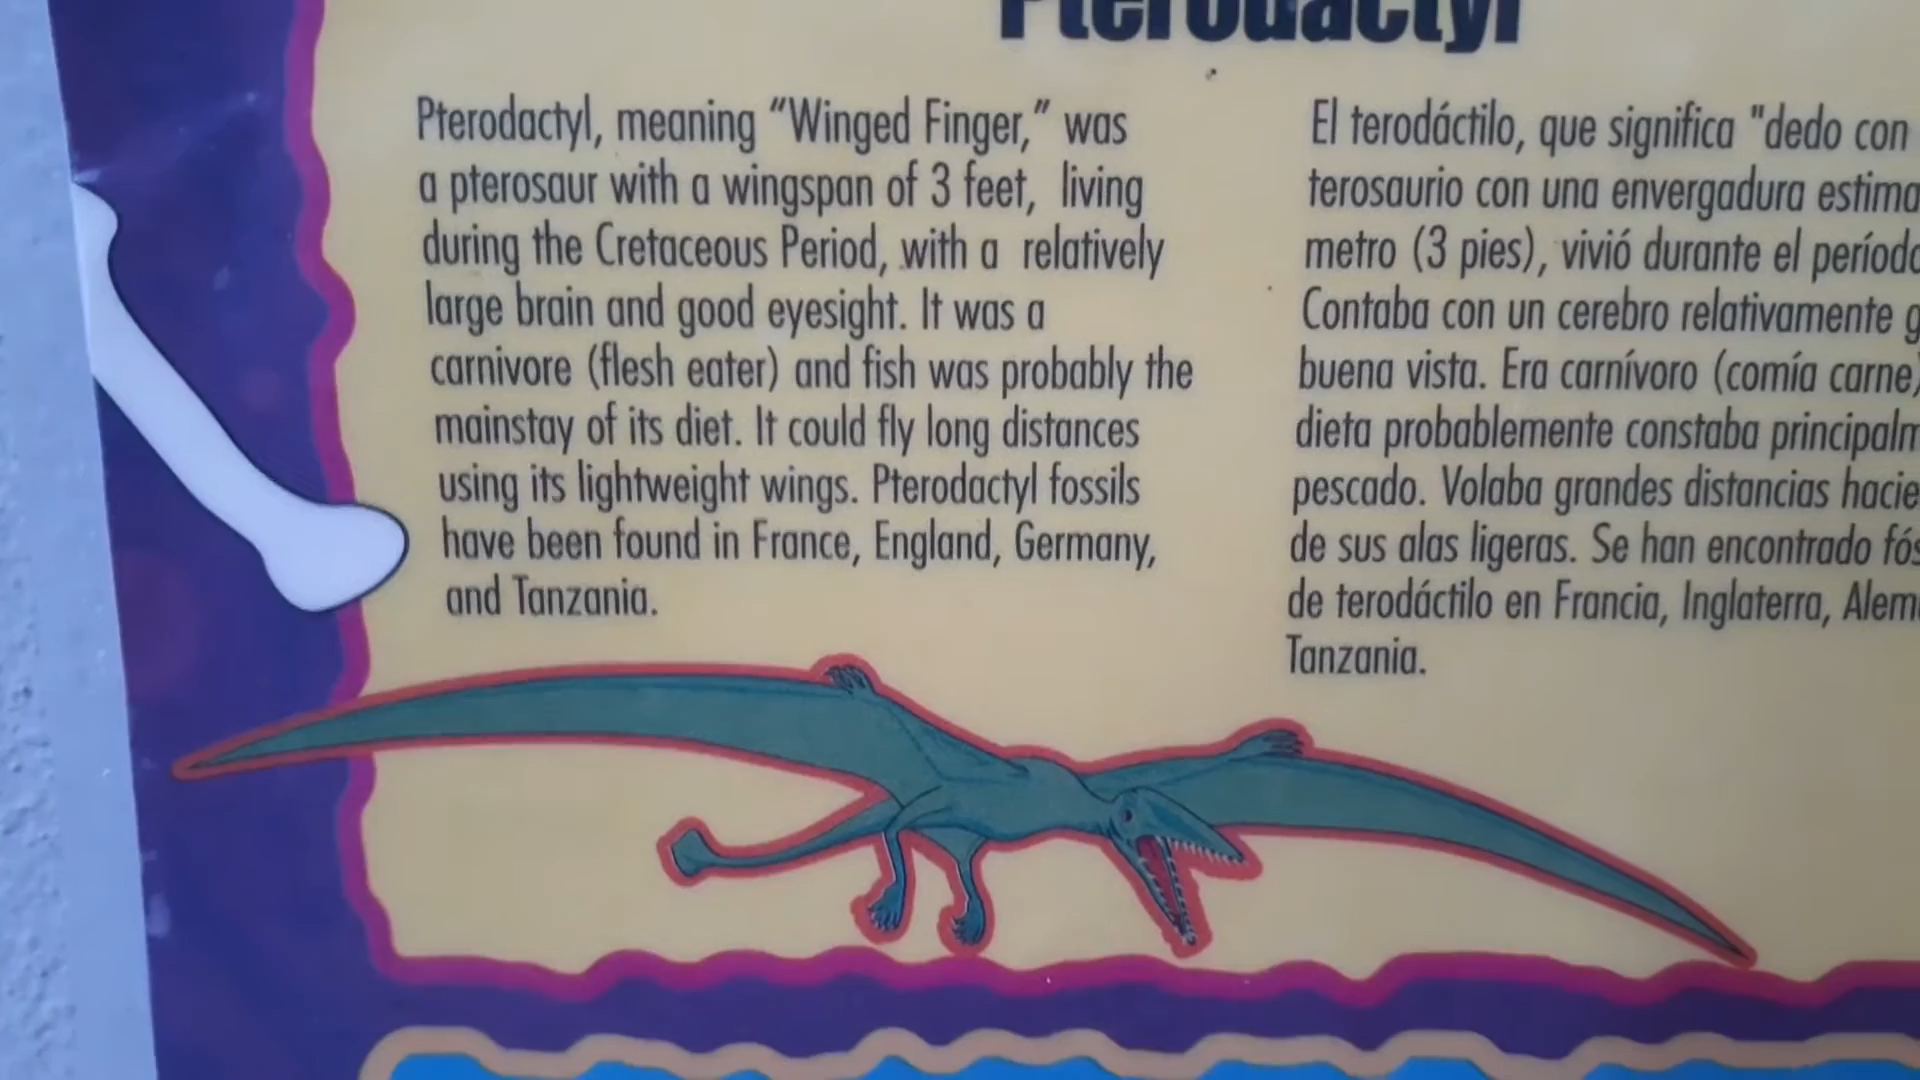 Pterodactyl
Pterodactyl, meaning “Winged Finger,” was
a pterosaur with a wingspan of 3 feet, living
during the Cretaceous Period, with a relatively
large brain and good eyesight. It was a
carnivore (flesh eater) and fish was probably the
mainstay of its diet. It could fly long distances
using its lightweight wings. Pterodactyl fossils
have been found in France, England, Germany,
and Tanzania.
El terodáctilo, que significa "dedo con
terosaurio con una envergadura
metro (3 pies), vivió durante el
Contaba con un cerebro relativamente
buena vista. Era carnívoro (comía carne)
dieta probablemente constaba
pescado. Volaba grandes distancias
de sus alas ligeras. Se han encontrado
de terodáctilo en Francia, Inglaterra,
Tanzania.